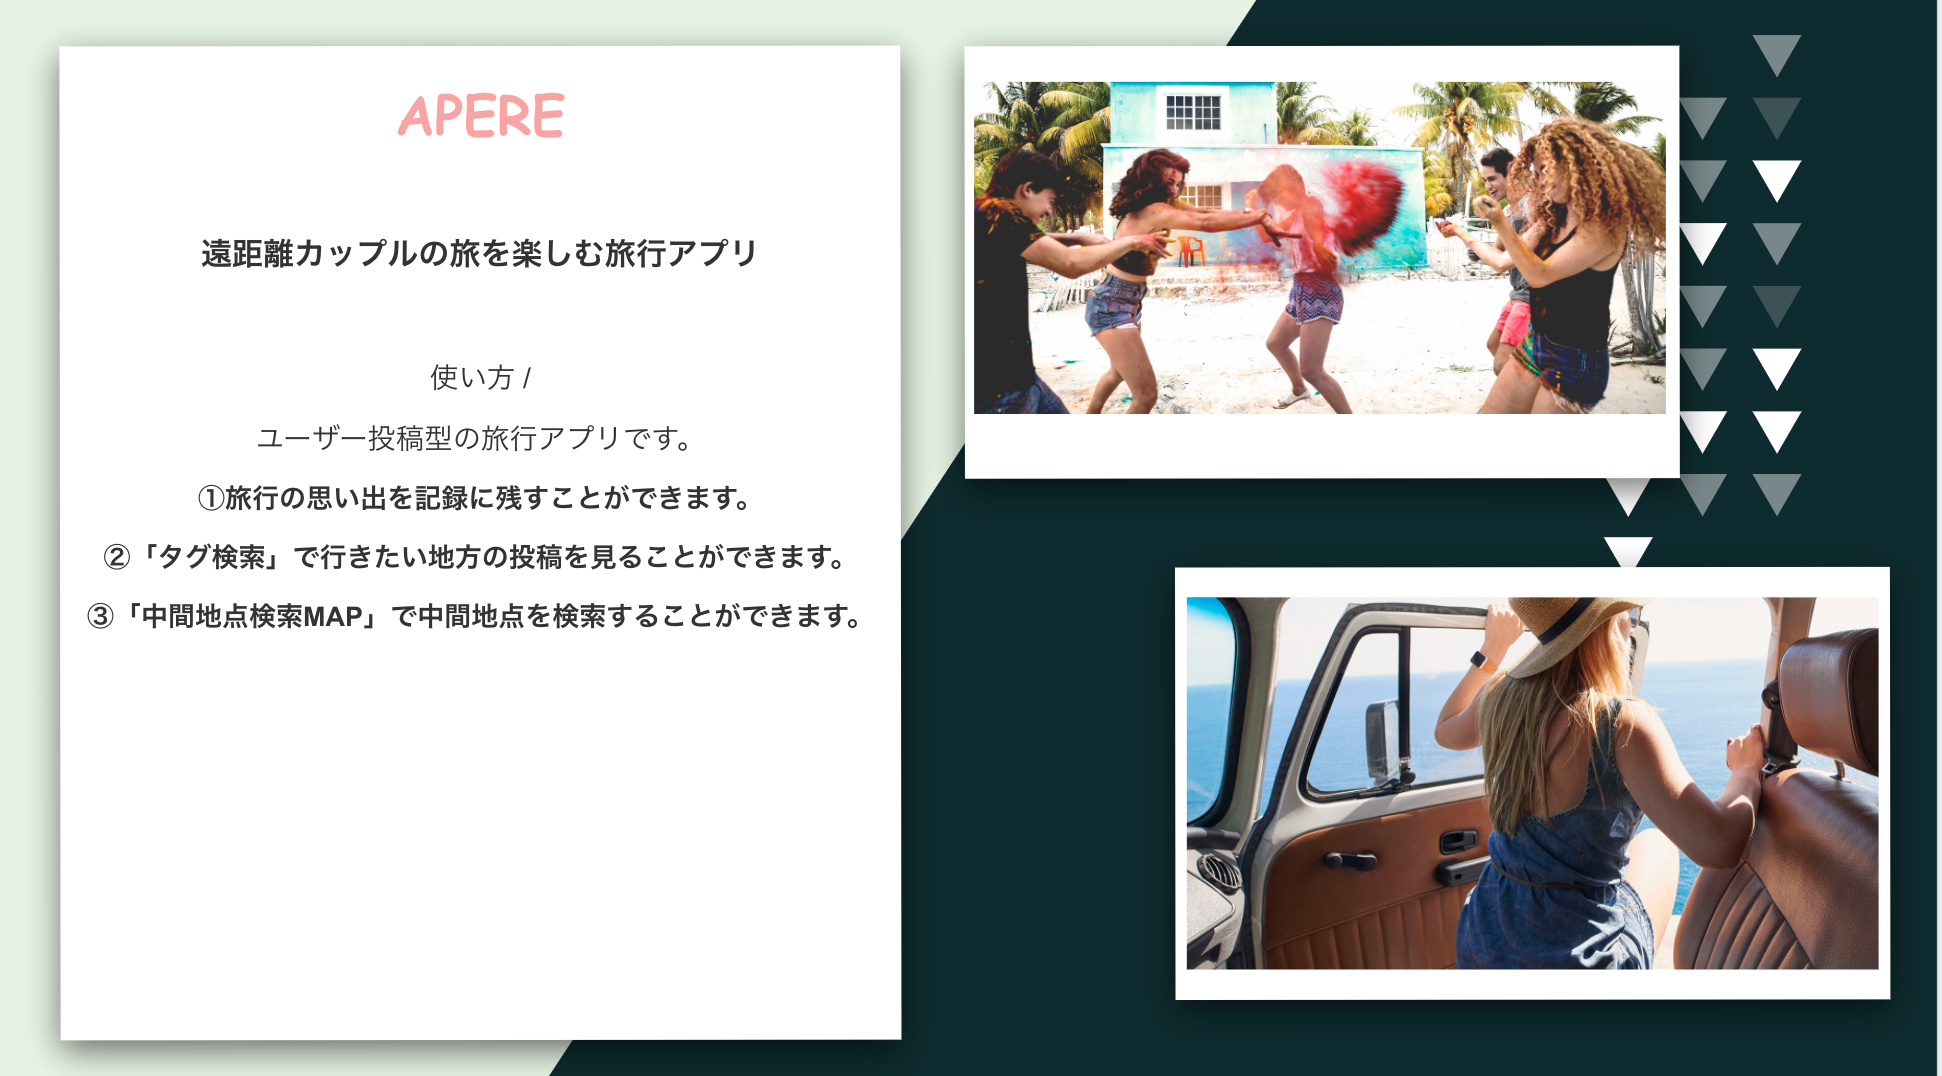 APERE
遠距離カップルの旅を楽しむ旅行アプリ
使い方 /
ユーザー投稿型の旅行アプリです。
①旅行の思い出を記録に残すことができます。
②「タグ検索」で行きたい地方の投稿を見ることができます。
③「中間地点検索MAP」で中間地点を検索することができます。